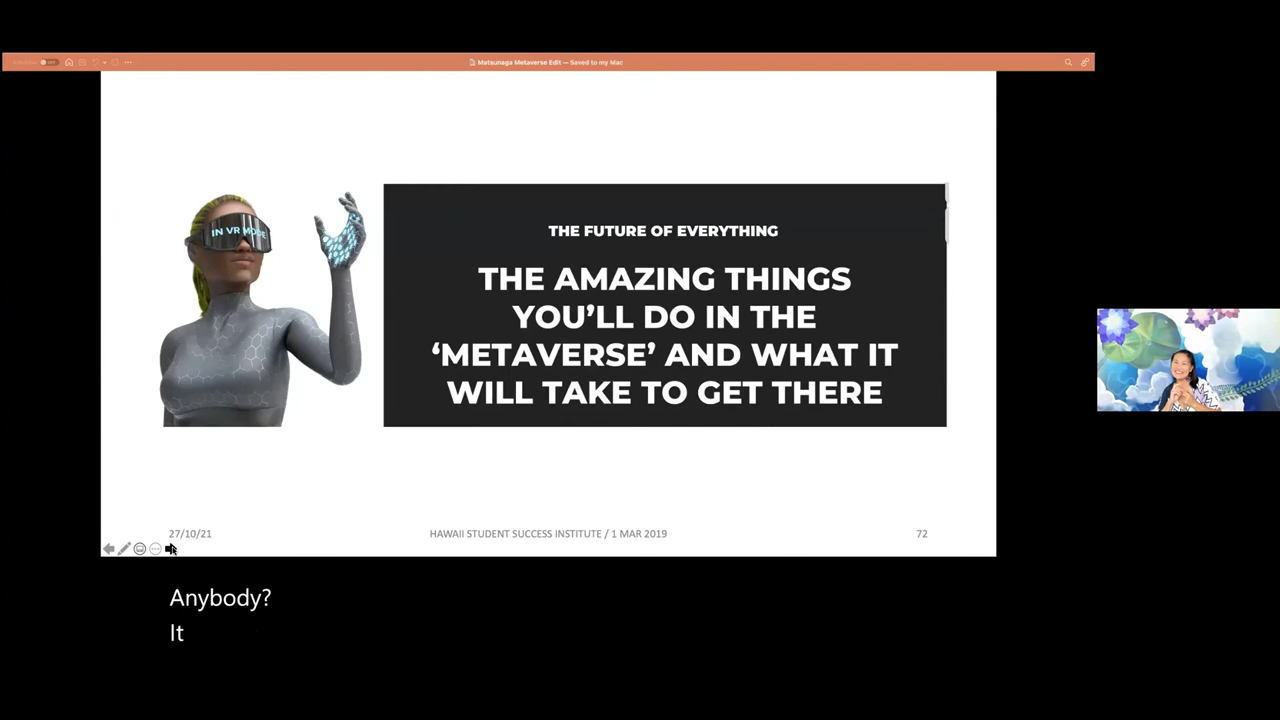 Matsunaga Metaverse Edit — Saved to my Mac
IN VR MODE
THE FUTURE OF EVERYTHING
THE AMAZING THINGS
YOU'LL DO IN THE
‘METAVERSE’ AND WHAT IT
WILL TAKE TO GET THERE
27/10/21
HAWAII STUDENT SUCCESS INSTITUTE / 1 MAR 2019
72
Anybody?
It